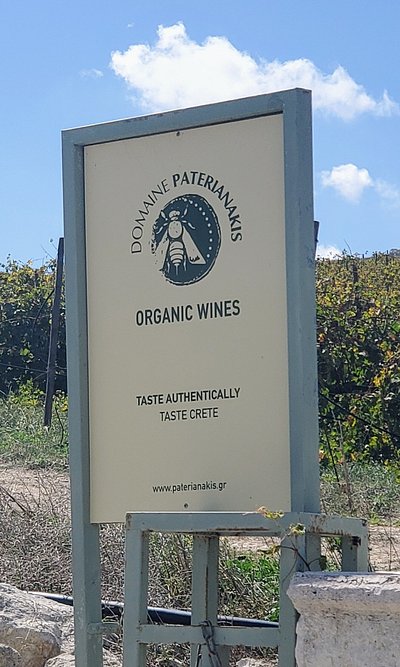 DOMAINE PATERIANAKIS
ORGANIC WINES
TASTE AUTHENTICALLY
TASTE CRETE
www.paterianakis.gr